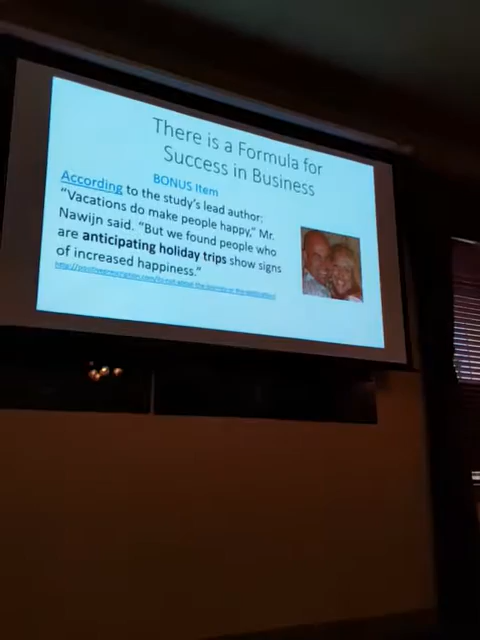 There is a Formula for
Success in Business
BONUS Item
According to the study's lead author:
"Vacations do make people happy," Mr.
Nawijn said. "But we found people who
are anticipating holiday trips show signs
of increased happiness."